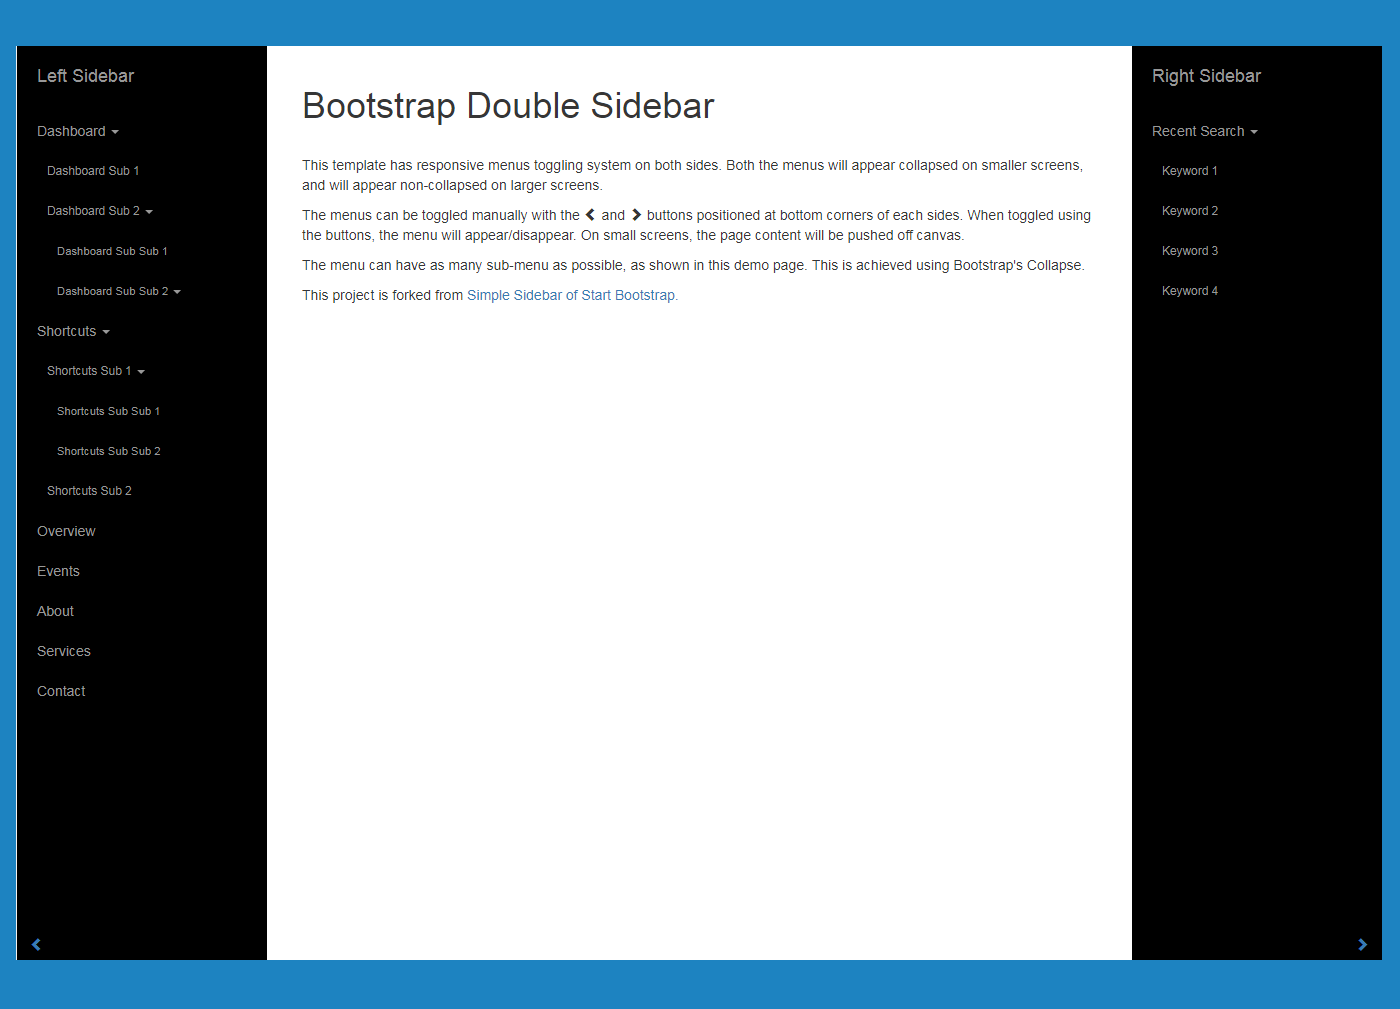 Left Sidebar
Dashboard
Dashboard Sub 1
Dashboard Sub 2
Dashboard Sub Sub 1
Dashboard Sub Sub 2
Shortcuts
Shortcuts Sub 1
Shortcuts Sub Sub 1
Shortcuts Sub Sub 2
Shortcuts Sub 2
Overview
Events
About
Services
Contact
Bootstrap Double Sidebar
This template has responsive menus toggling system on both sides. Both the menus will appear collapsed on smaller screens,
and will appear non-collapsed on larger screens.
The menus can be toggled manually with the and buttons positioned at bottom corners of each sides. When toggled using
the buttons, the menu will appear/disappear. On small screens, the page content will be pushed off canvas.
The menu can have as many sub-menu as possible, as shown in this demo page. This is achieved using Bootstrap's Collapse.
This project is forked from Simple Sidebar of Start Bootstrap.
Right Sidebar
Recent Search
Keyword 1
Keyword 2
Keyword 3
Keyword 4